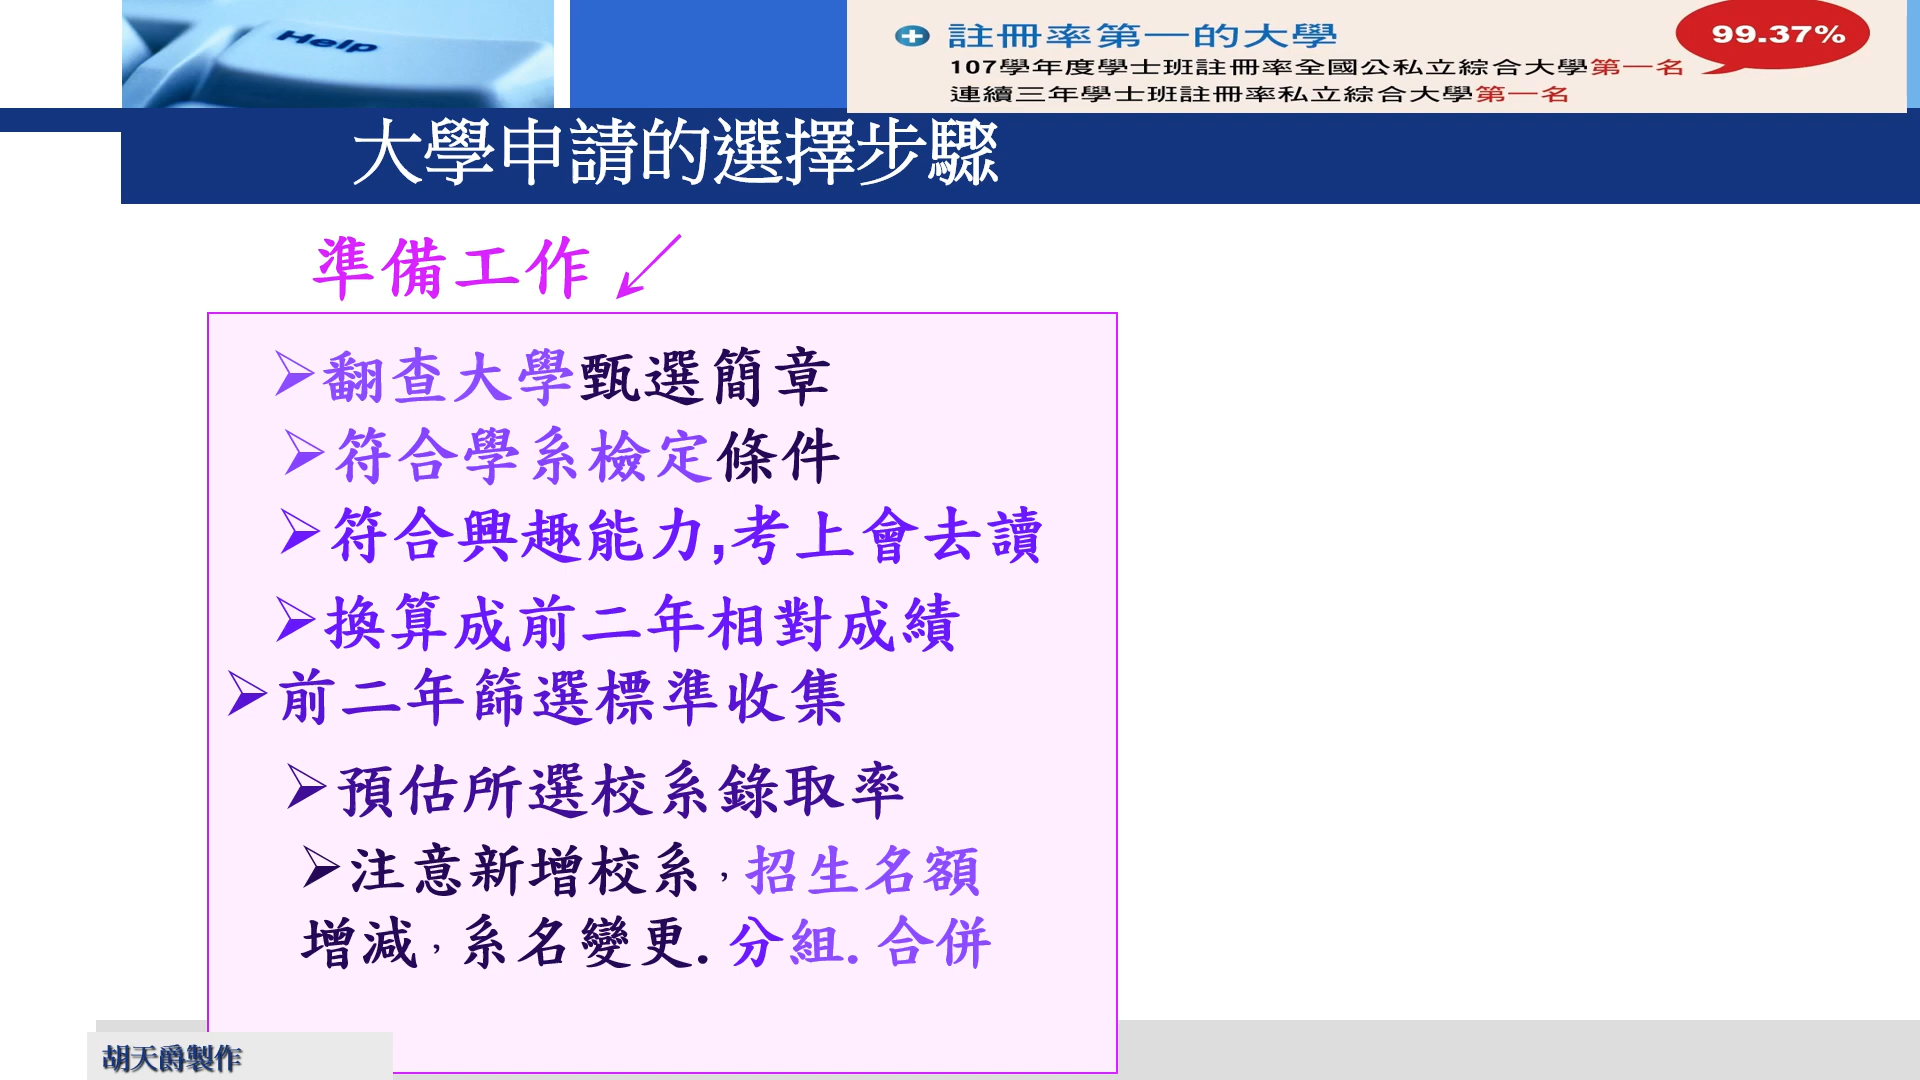 Help
註冊率第一的大學
99.37%
107學年度學士班註冊率全國公私立綜合大學第一名
連續三年學士班註冊率私立綜合大學第一名
大學申請的選擇步驟
準備工作↙
➢翻查大學甄選簡章
➢符合學系檢定條件
➢符合興趣能力,考上會去讀
➢換算成前二年相對成績
➢前二年篩選標準收集
➢預估所選校系錄取率
➢注意新增校系，招生名額
增減，系名變更.分組.合併
胡天爵製作